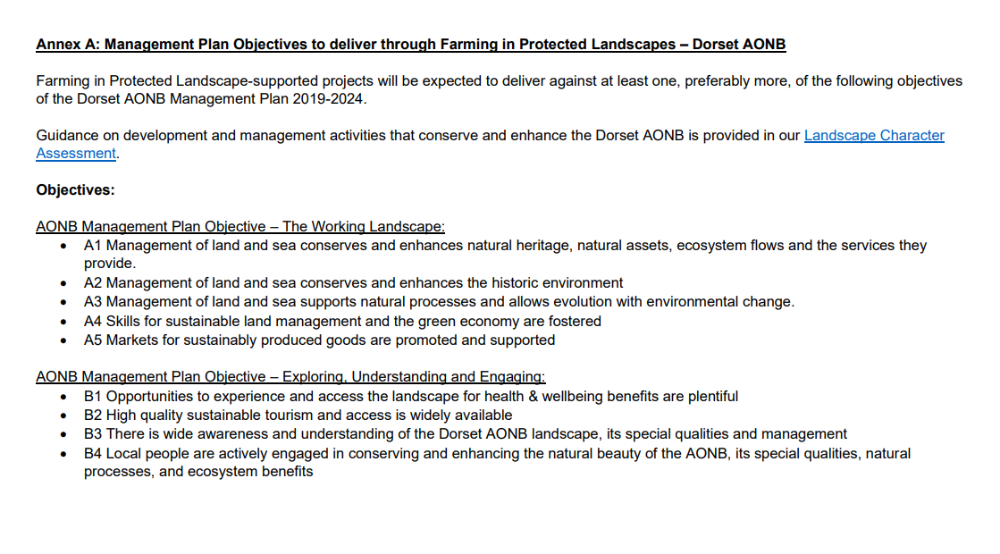 Annex A: Management Plan Objectives to deliver through Farming in Protected Landscapes – Dorset AONB
Farming in Protected Landscape-supported projects will be expected to deliver against at least one, preferably more, of the following objectives
of the Dorset AONB Management Plan 2019-2024.
Guidance on development and management activities that conserve and enhance the Dorset AONB is provided in our Landscape Character
Assessment.
Objectives:
AONB Management Plan Objective – The Working Landscape:
• A1 Management of land and sea conserves and enhances natural heritage, natural assets, ecosystem flows and the services they
provide.
• A2 Management of land and sea conserves and enhances the historic environment
• A3 Management of land and sea supports natural processes and allows evolution with environmental change.
• A4 Skills for sustainable land management and the green economy are fostered
• A5 Markets for sustainably produced goods are promoted and supported
AONB Management Plan Objective – Exploring, Understanding and Engaging:
• B1 Opportunities to experience and access the landscape for health & wellbeing benefits are plentiful
• B2 High quality sustainable tourism and access is widely available
• B3 There is wide awareness and understanding of the Dorset AONB landscape, its special qualities and management
• B4 Local people are actively engaged in conserving and enhancing the natural beauty of the AONB, its special qualities, natural
processes, and ecosystem benefits